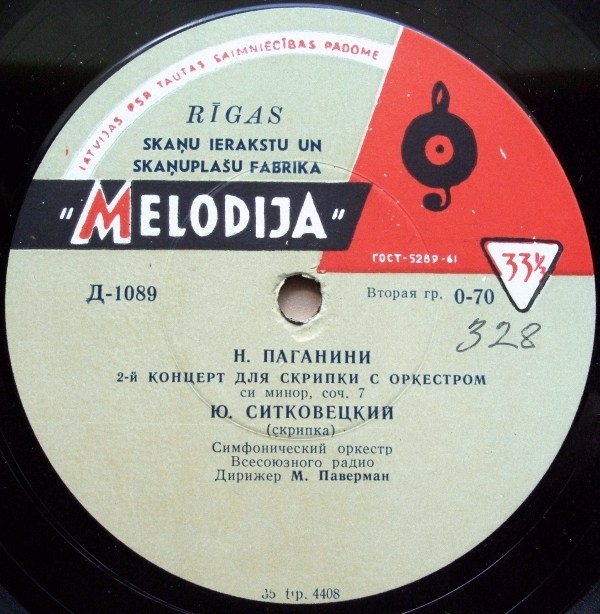 LATVIJAS PSR TAUTAS SAIMNIECĪBAS PADOME
RĪGAS
SKAŅU IERAKSTU UN
SKAŅUPLAŠU FABRIKA
"MELODIJA"
ГОСТ-5289-61
33⅓
Д-1089
Вторая гр. 0-70
328
Н. ПАГАНИНИ
2-й КОНЦЕРТ ДЛЯ СКРИПКИ С ОРКЕСТРОМ
си минор, соч. 7
Ю. СИТКОВЕЦКИЙ
(скрипка)
Симфонический оркестр
Всесоюзного радио
Дирижер М. Паверман
35 tip. 4408